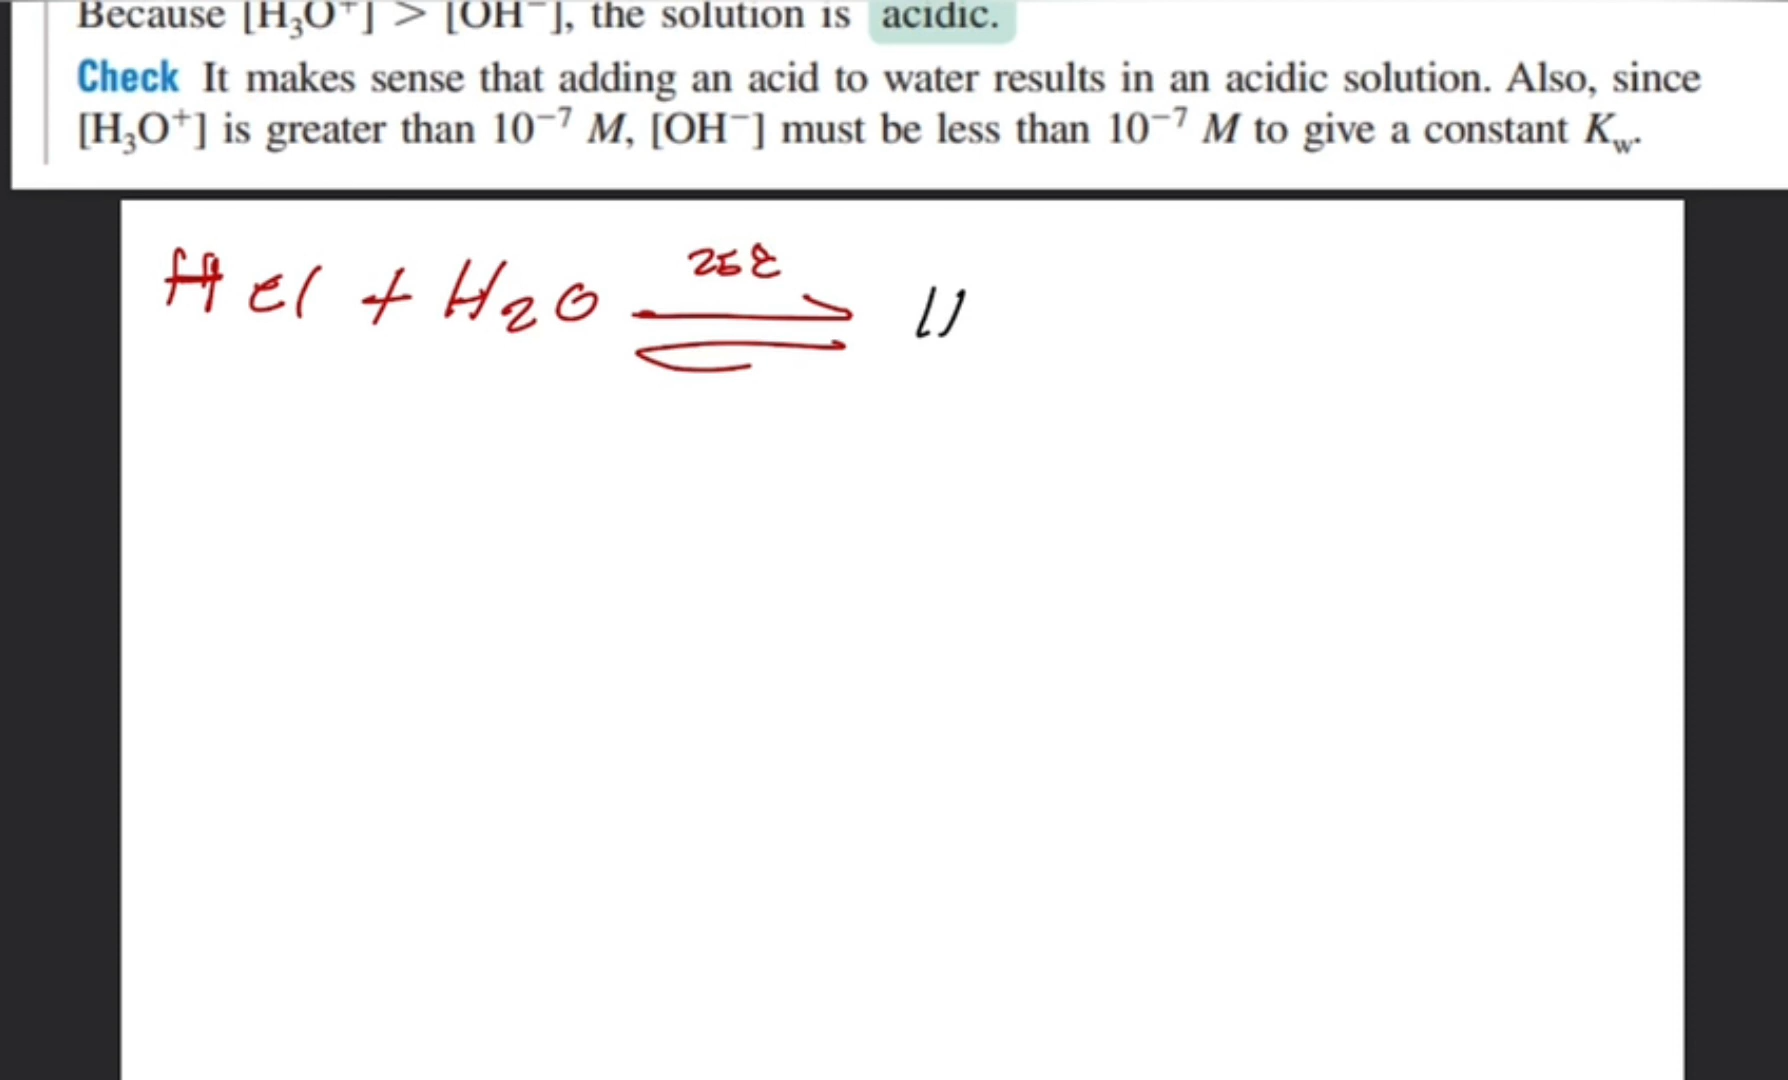 Because [H₃O⁺] > [OH⁻], the solution is acidic.
Check It makes sense that adding an acid to water results in an acidic solution. Also, since
[H₃O⁺] is greater than 10⁻⁷ M, [OH⁻] must be less than 10⁻⁷ M to give a constant K_w.
HCl + H₂O ⇌